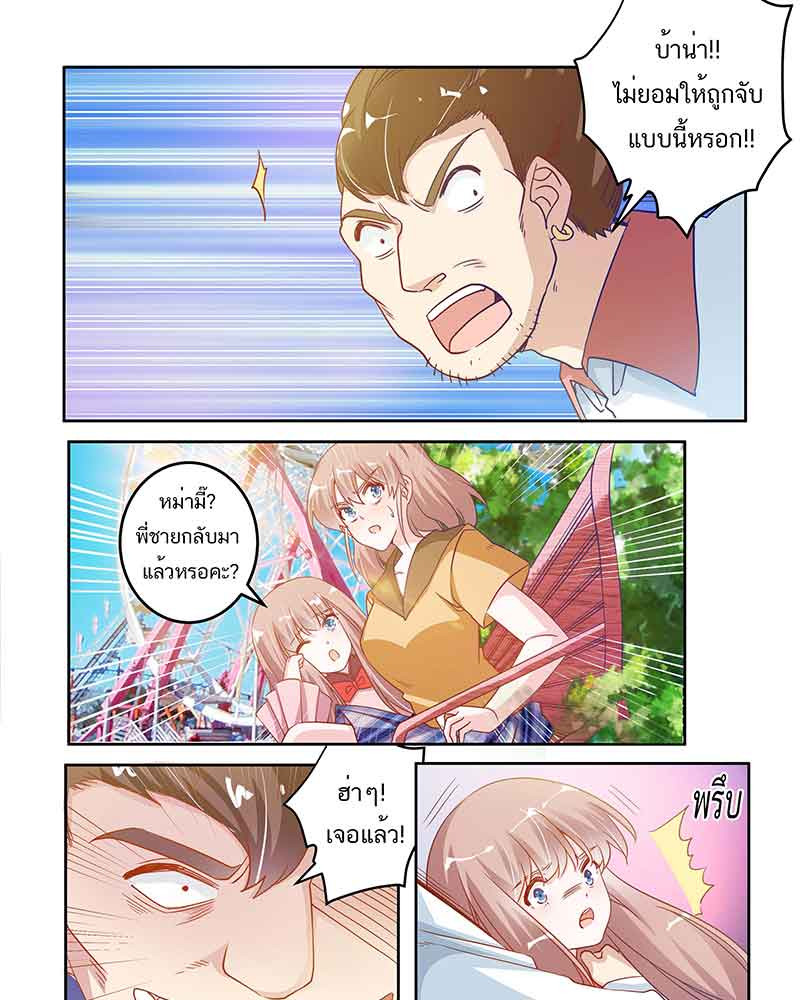 บ้าน่า!!
ไม่ยอมให้ถูกจับ
แบบนี้หรอก!!
หม่ามี๊?
พี่ชายกลับมา
แล้วหรอคะ?
ฮ่าๆ!
เจอแล้ว!
พรึบ